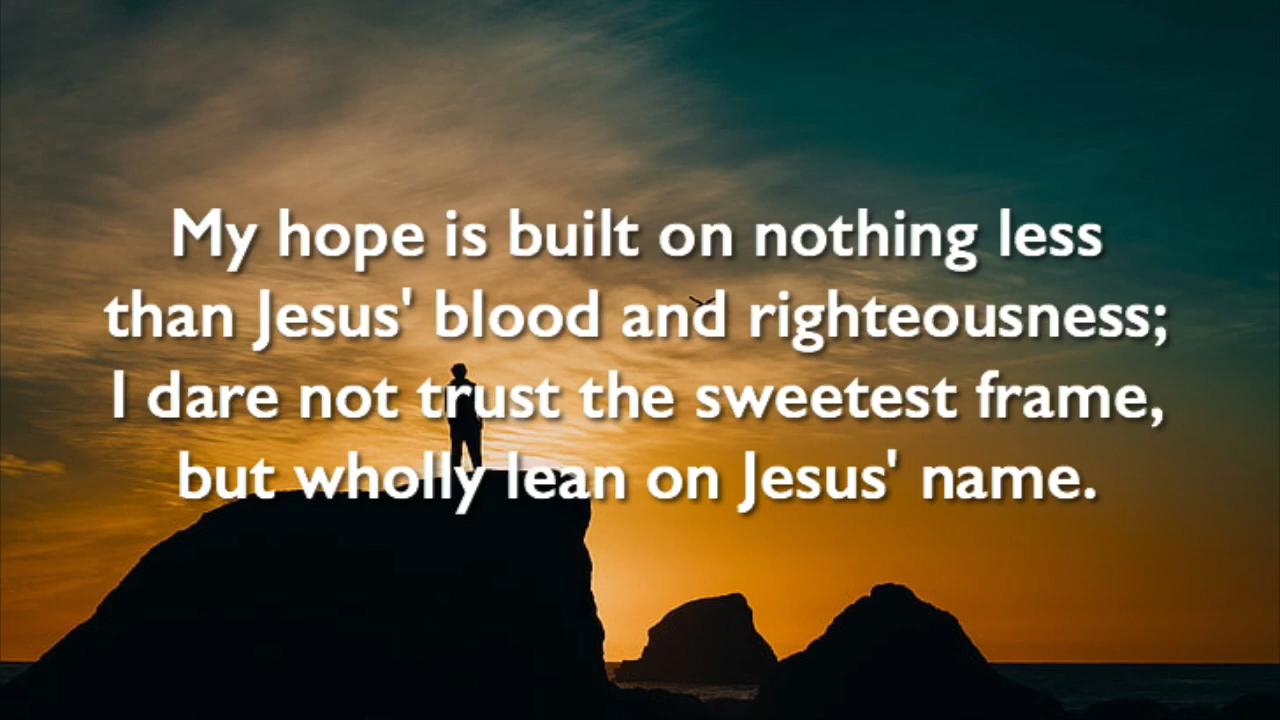 My hope is built on nothing less
than Jesus' blood and righteousness;
I dare not trust the sweetest frame,
but wholly lean on Jesus' name.